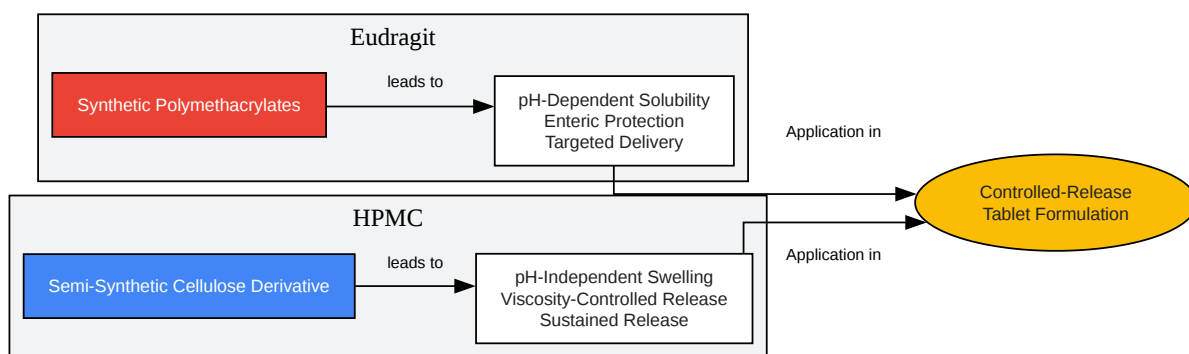 Eudragit
Synthetic Polymethacrylates
leads to
pH-Dependent Solubility
Enteric Protection
Targeted Delivery
Application in
HPMC
Semi-Synthetic Cellulose Derivative
leads to
pH-Independent Swelling
Viscosity-Controlled Release
Sustained Release
Application in
Controlled-Release
Tablet Formulation